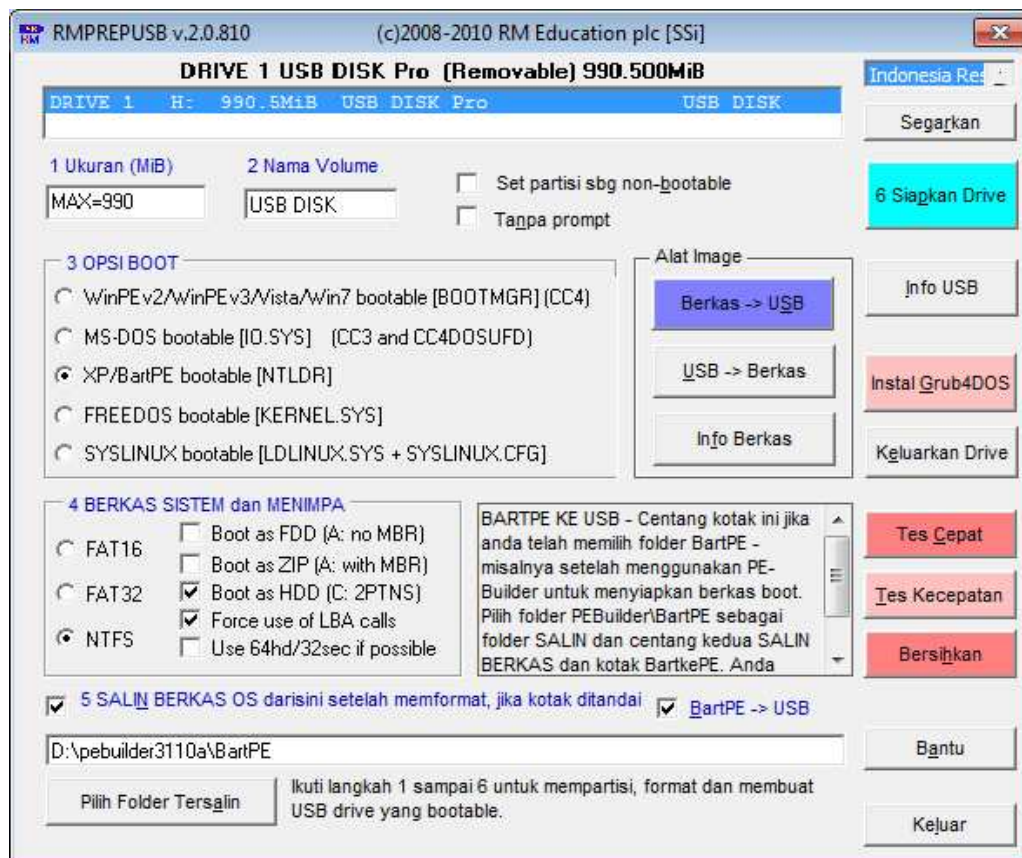 RMPREPUSB v.2.0.810 (c)2008-2010 RM Education plc [SSi]
DRIVE 1 USB DISK Pro (Removable) 990.500MiB
Indonesia Res
DRIVE 1 H: 990.5MiB USB DISK Pro USB DISK
Segarkan
1 Ukuran (MiB)
2 Nama Volume
MAX=990
USB DISK
Set partisi sbg non-bootable
Tanpa prompt
6 Siapkan Drive
3 OPSI BOOT
WinPEv2/WinPEv3/Vista/Win7 bootable [BOOTMGR] (CC4)
MS-DOS bootable [IO.SYS] (CC3 and CC4DOSUFD)
XP/BartPE bootable [NTLDR]
FREEDOS bootable [KERNEL.SYS]
SYSLINUX bootable [LDLINUX.SYS + SYSLINUX.CFG]
Alat Image
Berkas -> USB
USB -> Berkas
Info Berkas
Info USB
Instal Grub4DOS
Keluarkan Drive
4 BERKAS SISTEM dan MENIMPA
FAT16
FAT32
NTFS
Boot as FDD (A: no MBR)
Boot as ZIP (A: with MBR)
Boot as HDD (C: 2PTNS)
Force use of LBA calls
Use 64hd/32sec if possible
BARTPE KE USB - Centang kotak ini jika
anda telah memilih folder BartPE -
misalnya setelah menggunakan PE-
Builder untuk menyiapkan berkas boot.
Pilih folder PEBuilder\BartPE sebagai
folder SALIN dan centang kedua SALIN
BERKAS dan kotak BartkePE. Anda
Tes Cepat
Tes Kecepatan
Bersihkan
5 SALIN BERKAS OS darisini setelah memformat, jika kotak ditandai
BartPE -> USB
D:\pebuilder3110a\BartPE
Bantu
Pilih Folder Tersalin
Ikuti langkah 1 sampai 6 untuk mempartisi, format dan membuat
USB drive yang bootable.
Keluar
RM